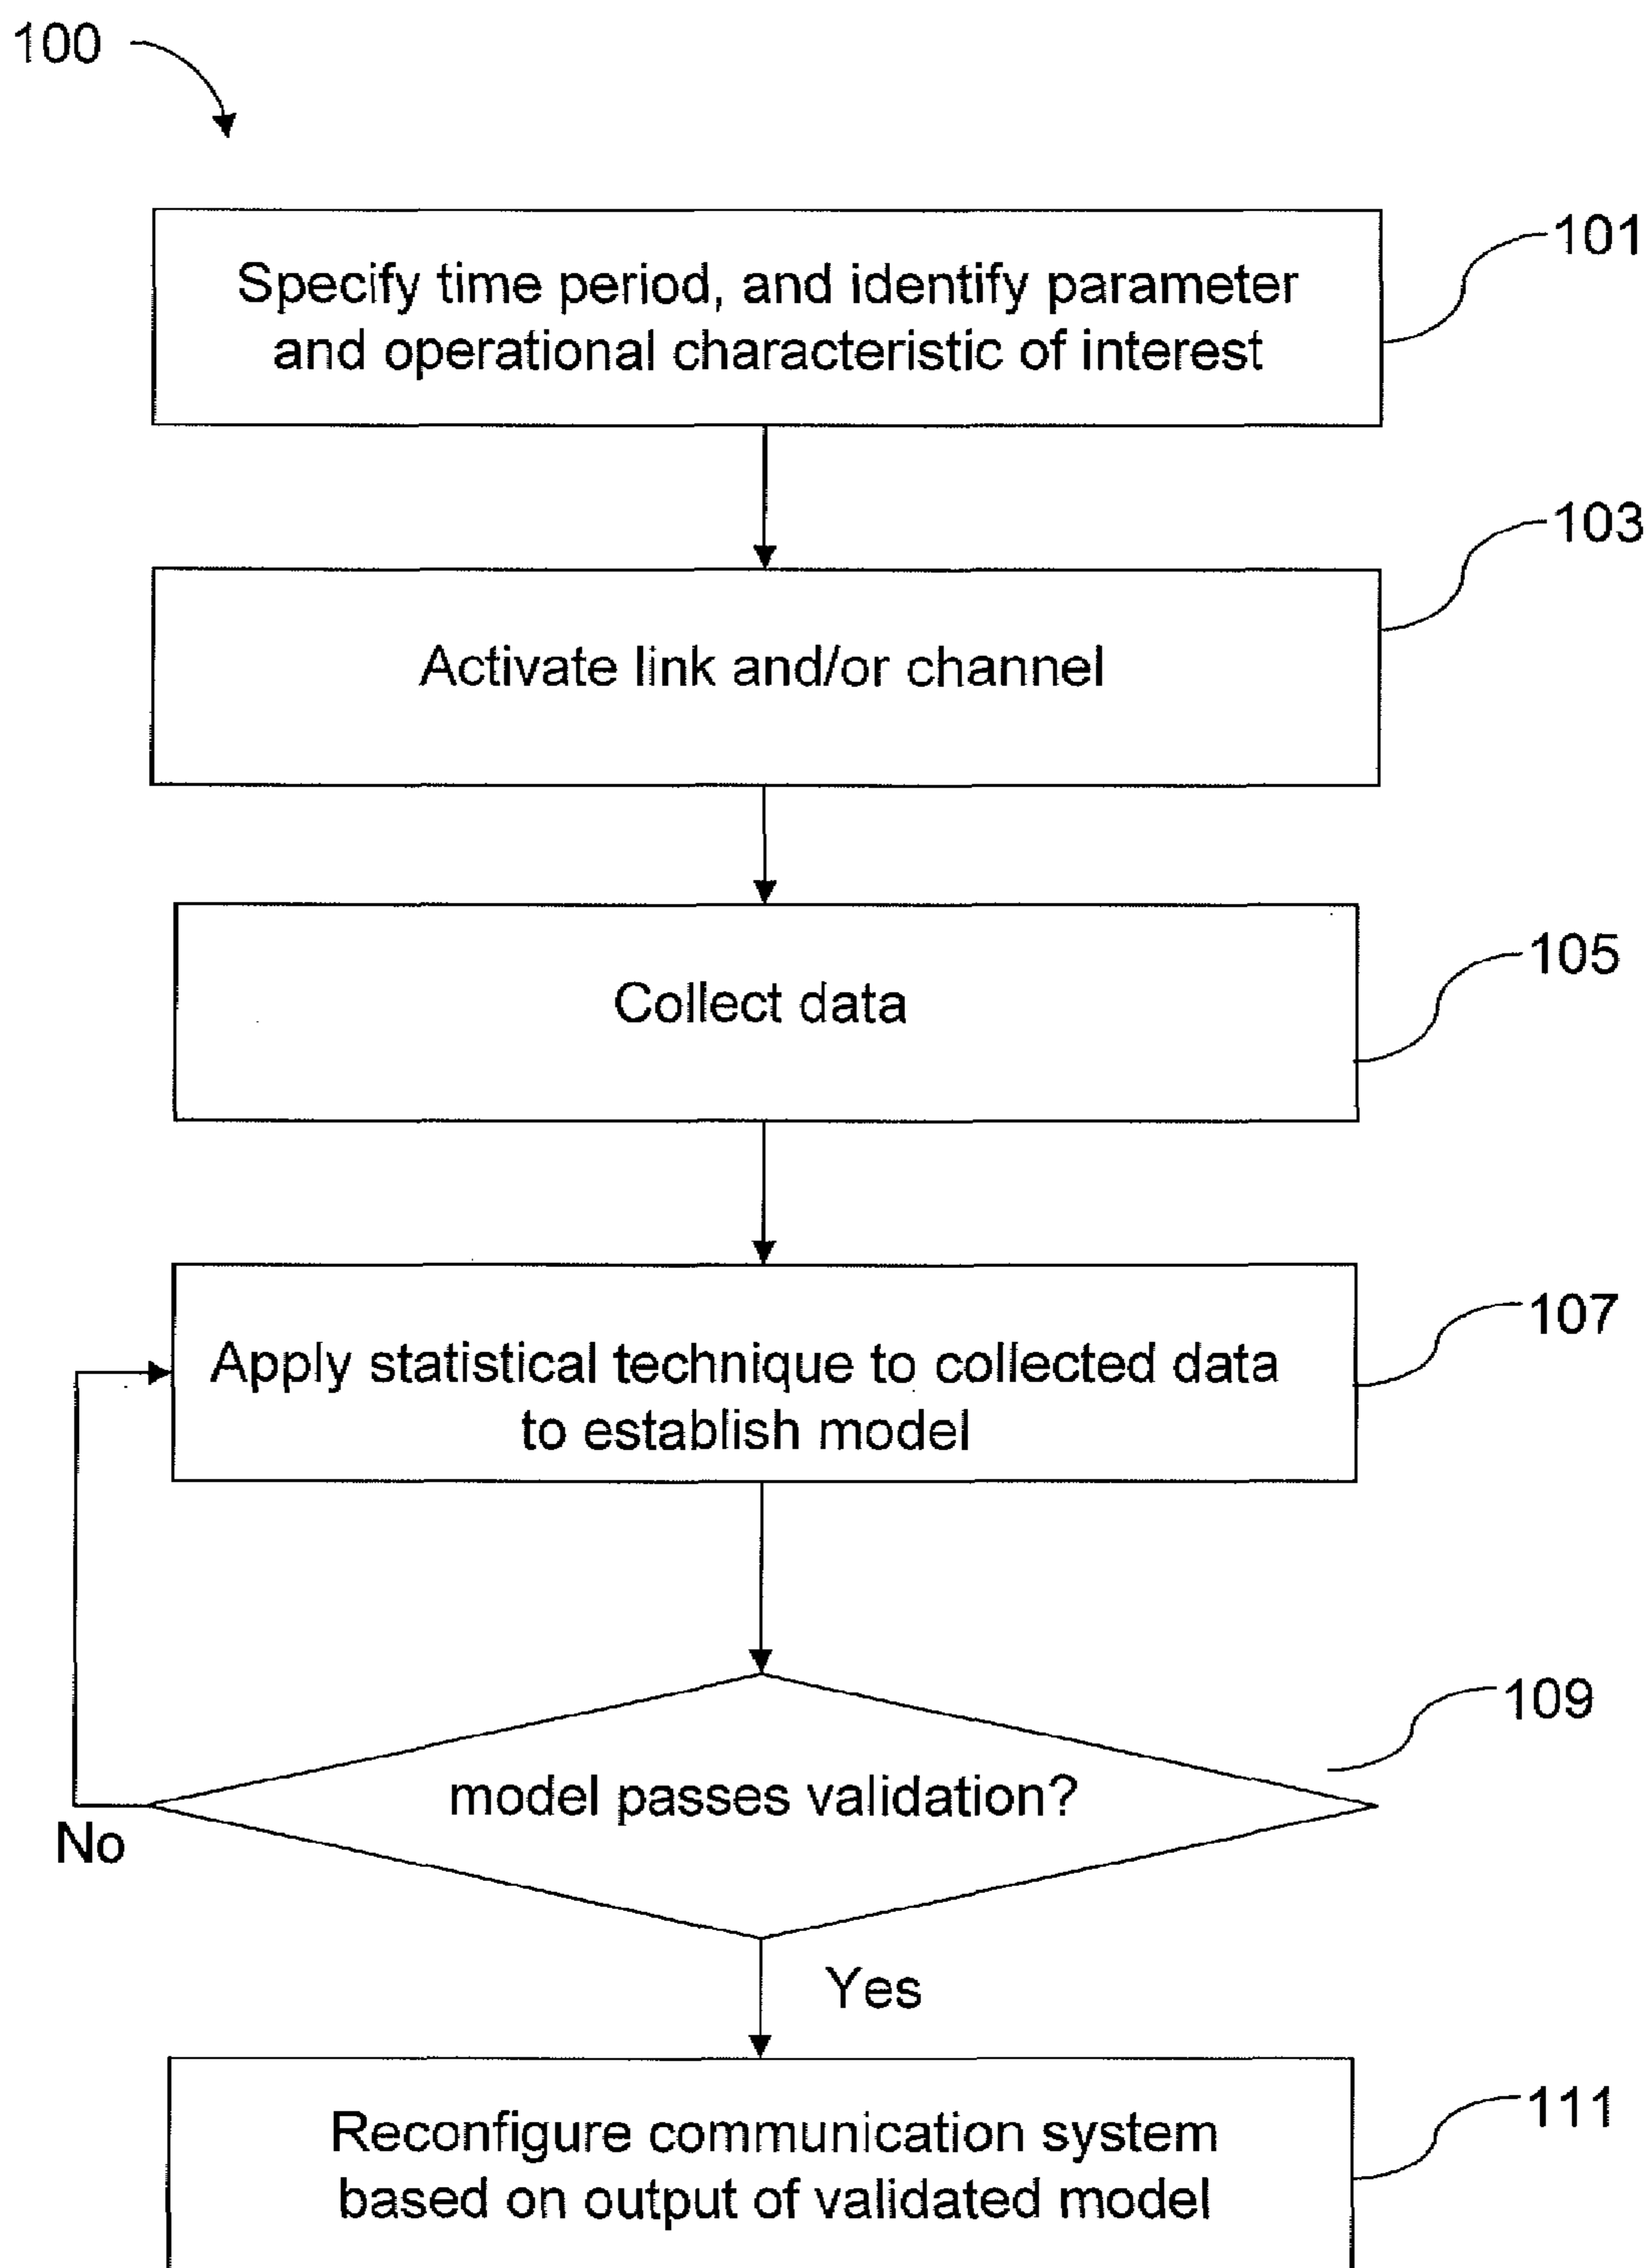 100
Specify time period, and identify parameter
and operational characteristic of interest
101
Activate link and/or channel
103
Collect data
105
Apply statistical technique to collected data
to establish model
107
model passes validation?
109
No
Yes
Reconfigure communication system
based on output of validated model
111